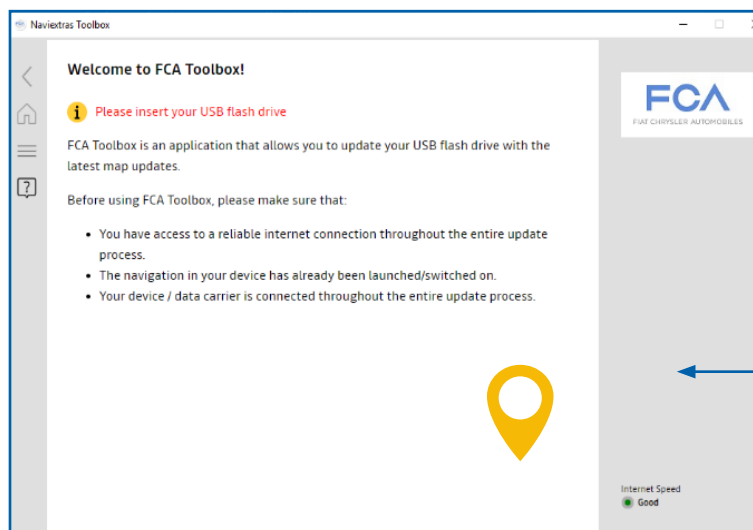 Naviextras Toolbox
Welcome to FCA Toolbox!
Please insert your USB flash drive
FCA Toolbox is an application that allows you to update your USB flash drive with the
latest map updates.
Before using FCA Toolbox, please make sure that:
• You have access to a reliable internet connection throughout the entire update
process.
• The navigation in your device has already been launched/switched on.
• Your device / data carrier is connected throughout the entire update process.
FCA
FIAT CHRYSLER AUTOMOBILES
Internet Speed
Good